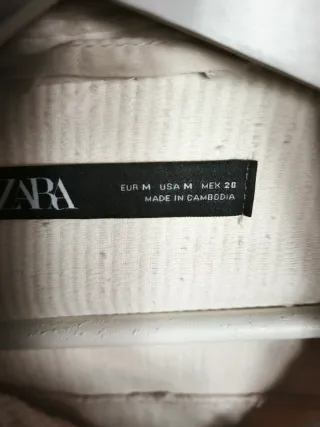 ZARA
EUR M USA M MEX 28
MADE IN CAMBODIA